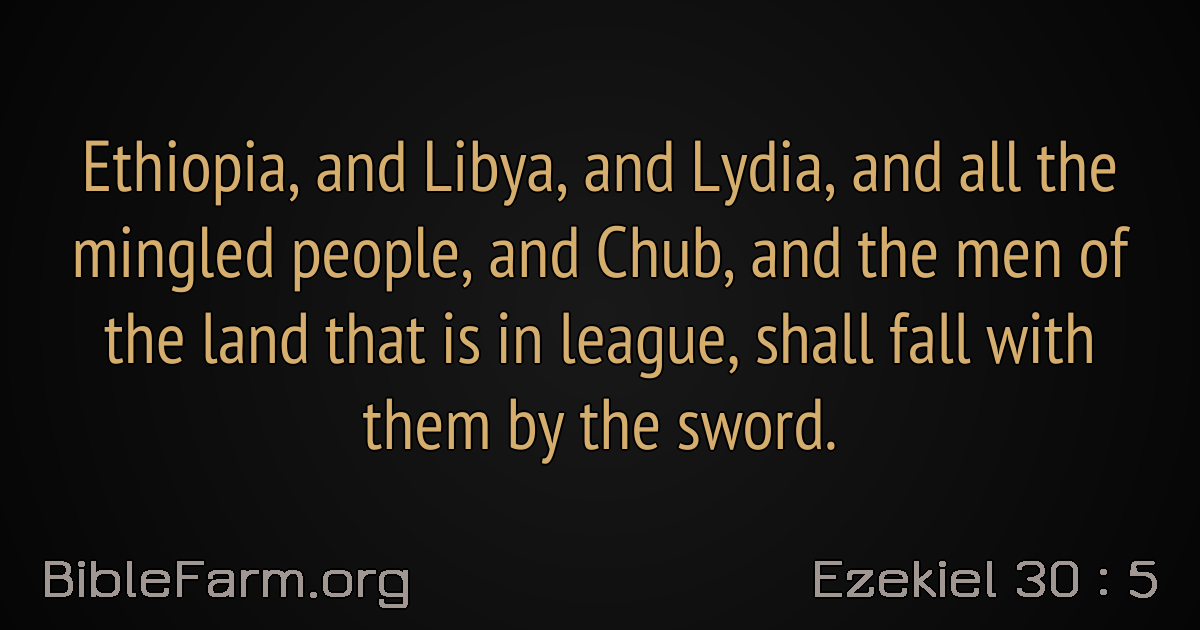 Ethiopia, and Libya, and Lydia, and all the
mingled people, and Chub, and the men of
the land that is in league, shall fall with
them by the sword.
BibleFarm.org
Ezekiel 30 : 5